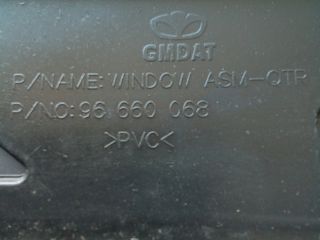 GMDAT
P/NAME: WINDOW ASM-QTR
P/NO: 96 660 068
>PVC<